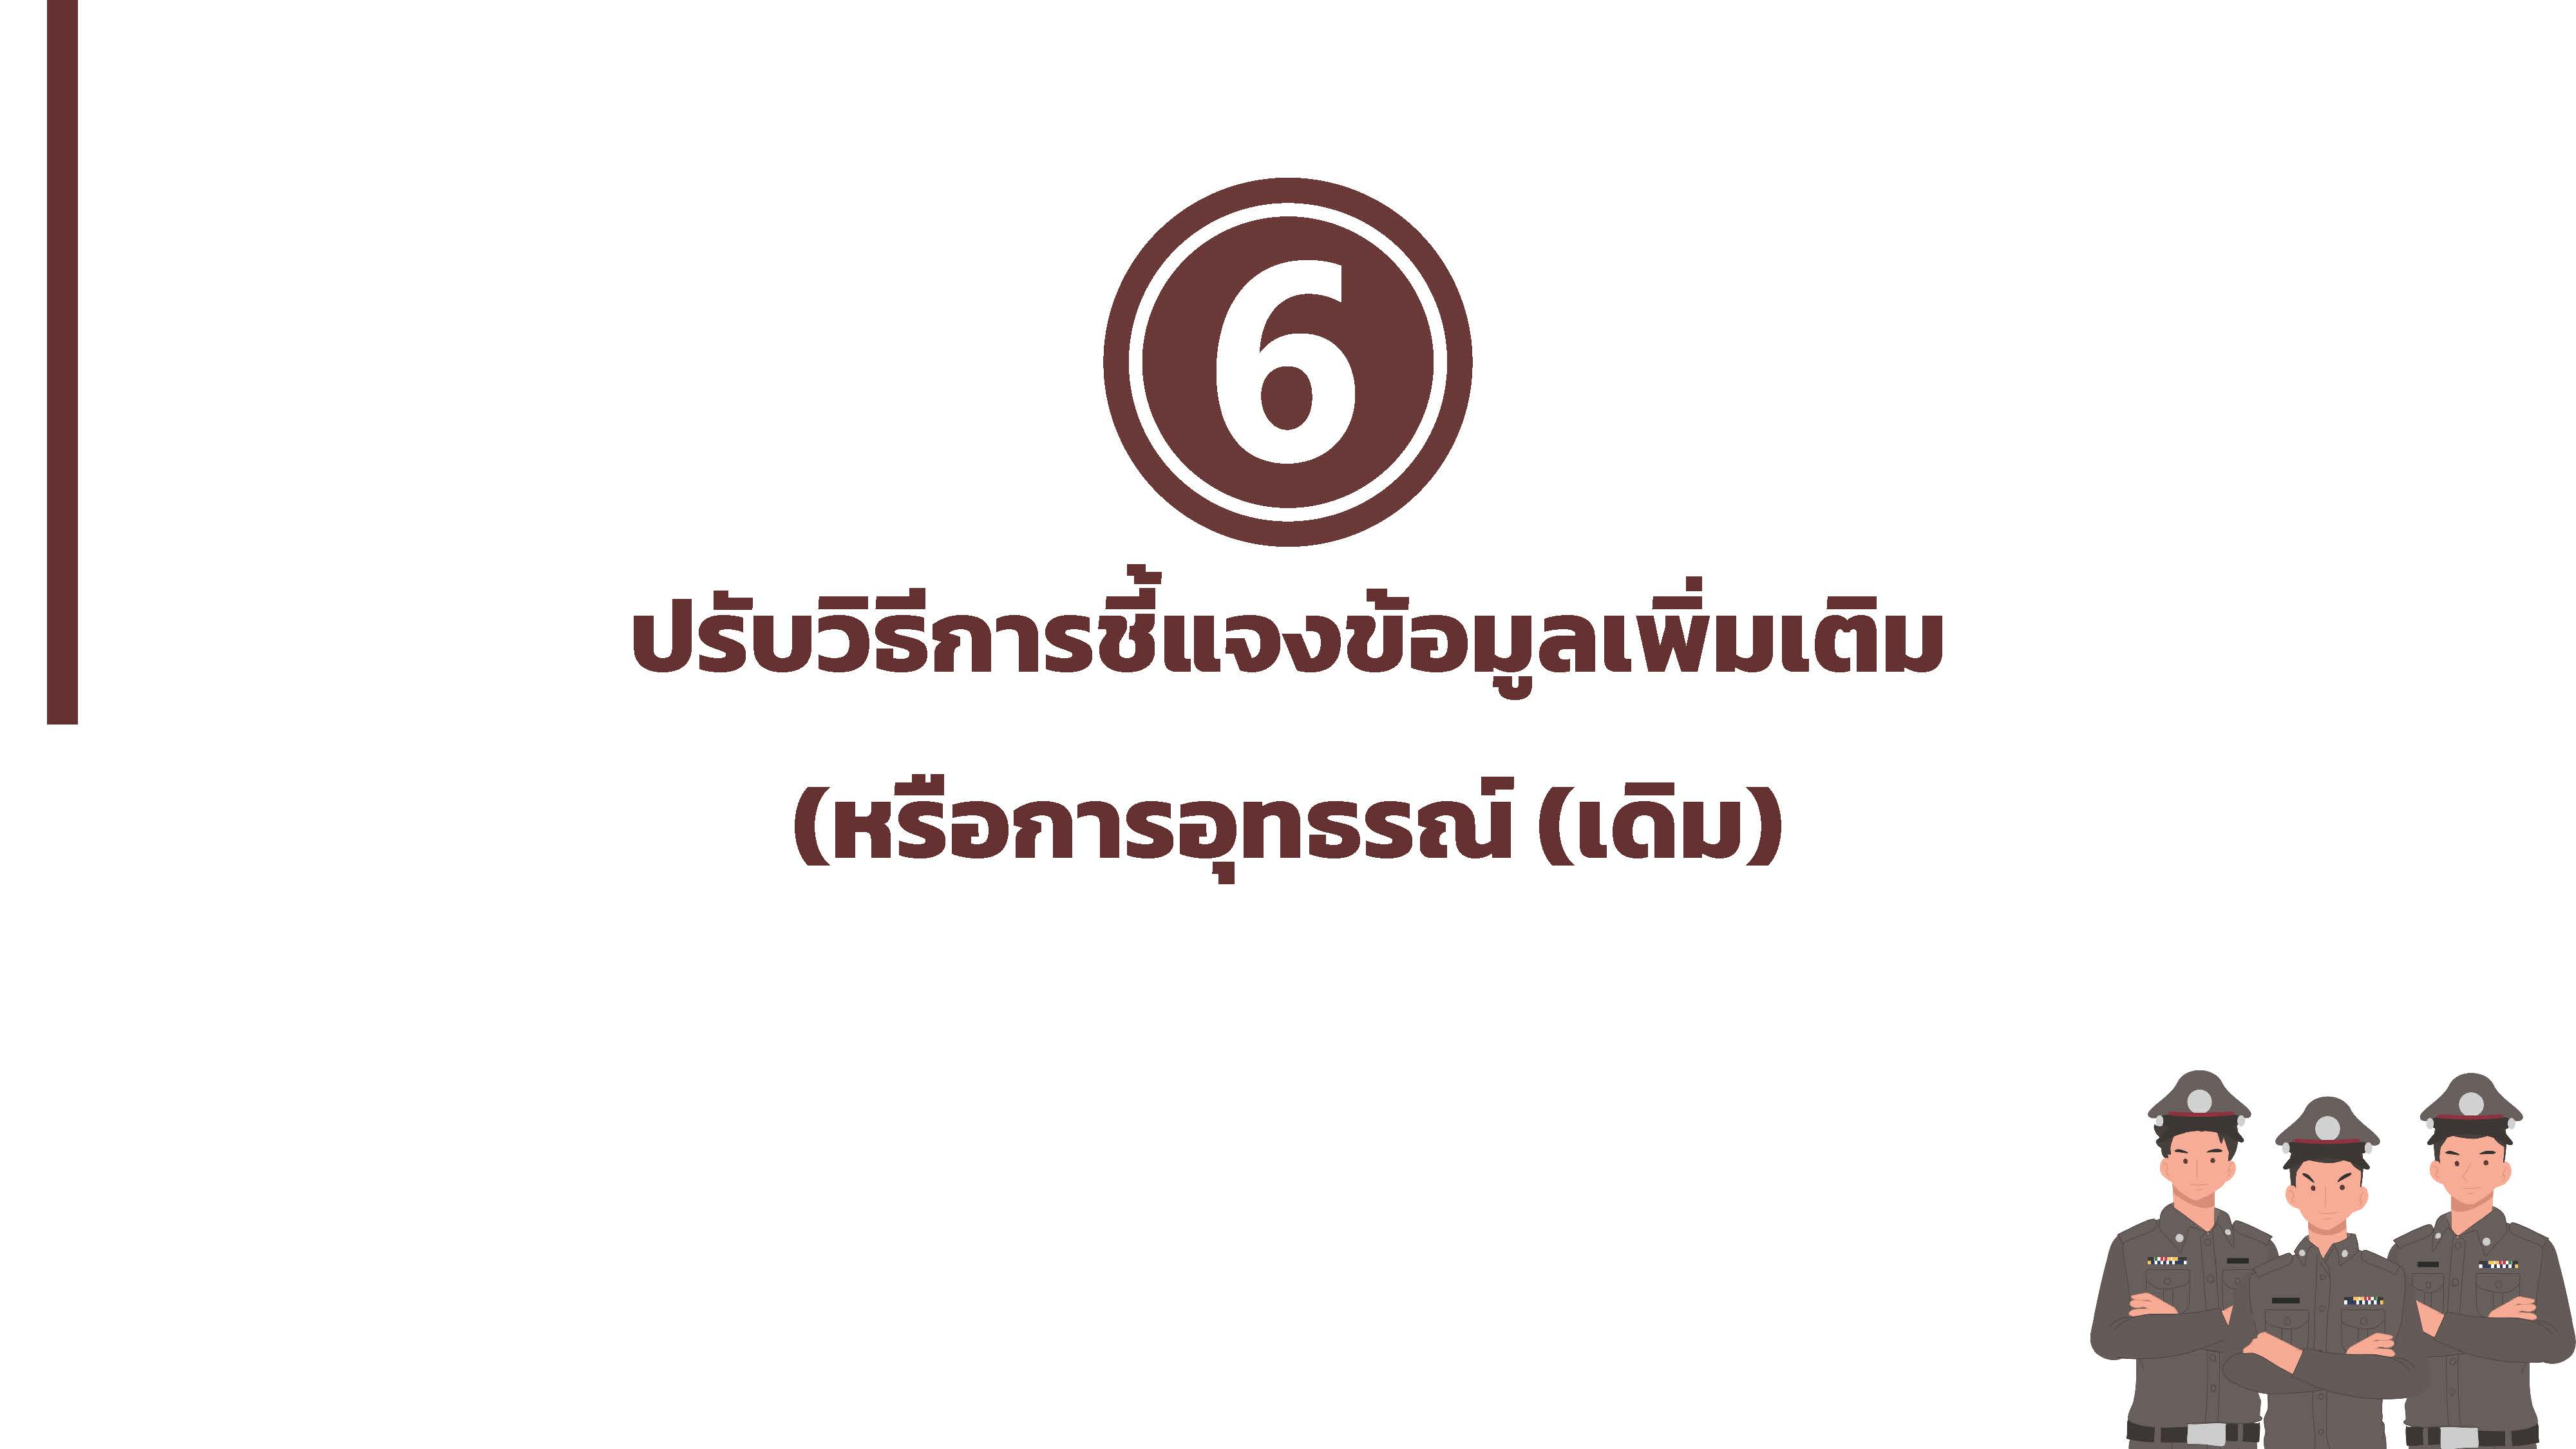 6
ปรับวิธีการชี้แจงข้อมูลเพิ่มเติม
(หรือการอุทธรณ์ (เดิม)